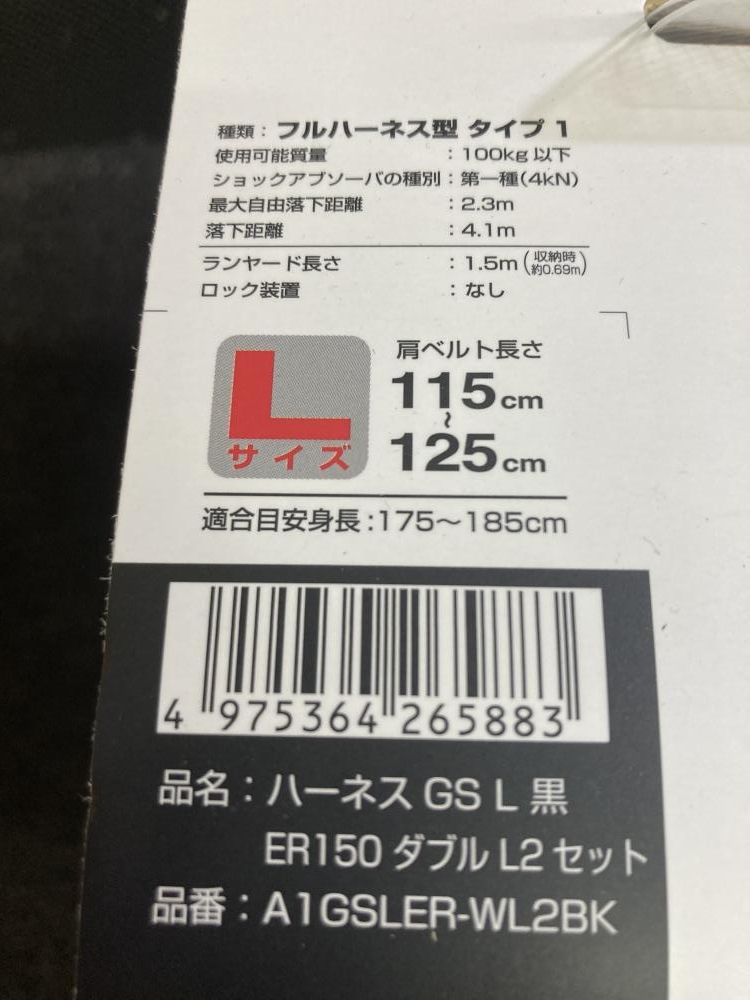 種類：フルハーネス型 タイプ 1
使用可能質量：100kg 以下
ショックアブソーバの種別：第一種(4kN)
最大自由落下距離：2.3m
落下距離：4.1m
ランヤード長さ：1.5m(収納時約0.69m)
ロック装置：なし
L
サイズ
肩ベルト長さ
115cm
~
125cm
適合目安身長:175～185cm
4 975364 265883
品名：ハーネス GS L 黒
ER150 ダブル L2 セット
品番：A1GSLER-WL2BK